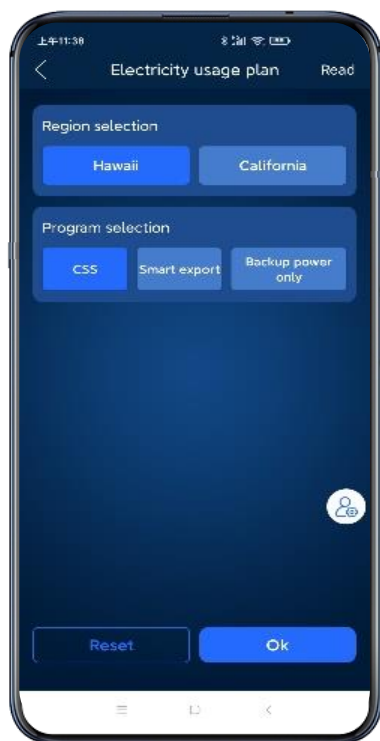 上午11:38
Electricity usage plan Read
Region selection
Hawaii California
Program selection
CSS Smart export Backup power
only
Reset Ok